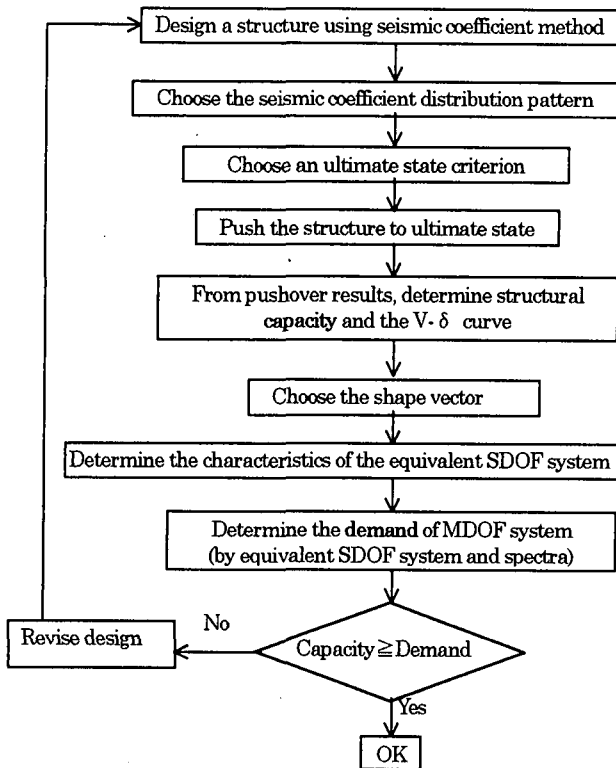 Design a structure using seismic coefficient method
Choose the seismic coefficient distribution pattern
Choose an ultimate state criterion
Push the structure to ultimate state
From pushover results, determine structural
capacity and the V- δ curve
Choose the shape vector
Determine the characteristics of the equivalent SDOF system
Determine the demand of MDOF system
(by equivalent SDOF system and spectra)
Capacity≧Demand
No
Revise design
Yes
OK